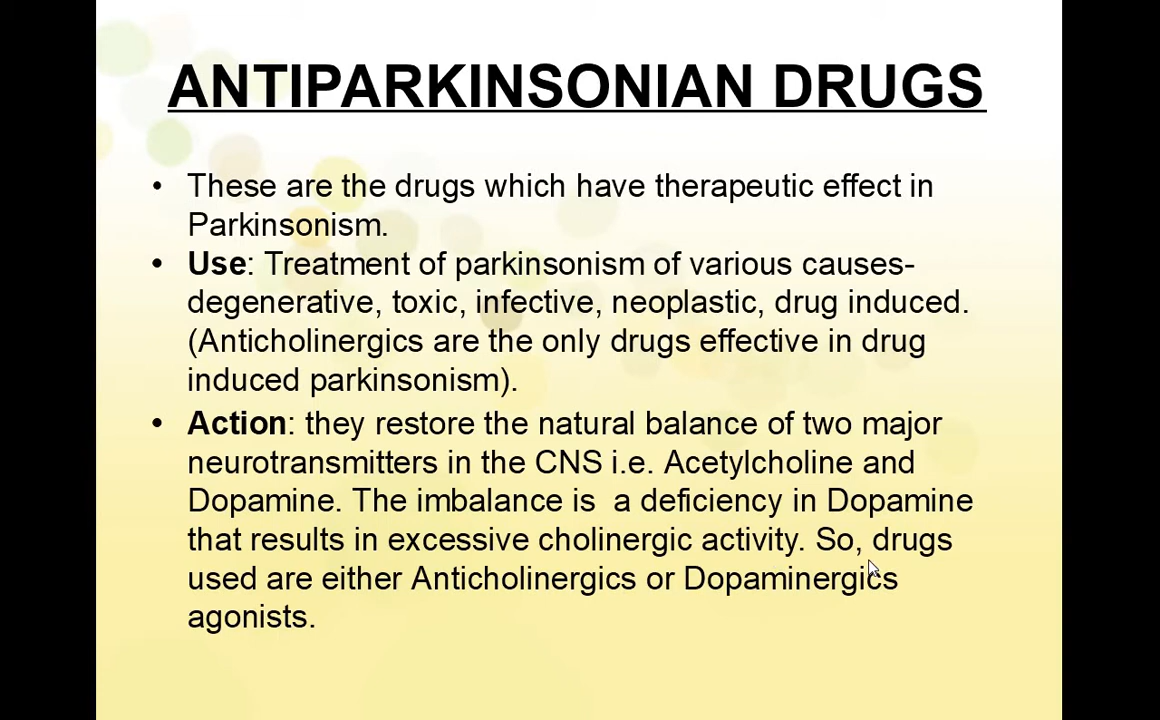 ANTIPARKINSONIAN DRUGS
• These are the drugs which have therapeutic effect in
Parkinsonism.
• Use: Treatment of parkinsonism of various causes-
degenerative, toxic, infective, neoplastic, drug induced.
(Anticholinergics are the only drugs effective in drug
induced parkinsonism).
• Action: they restore the natural balance of two major
neurotransmitters in the CNS i.e. Acetylcholine and
Dopamine. The imbalance is  a deficiency in Dopamine
that results in excessive cholinergic activity. So, drugs
used are either Anticholinergics or Dopaminergics
agonists.